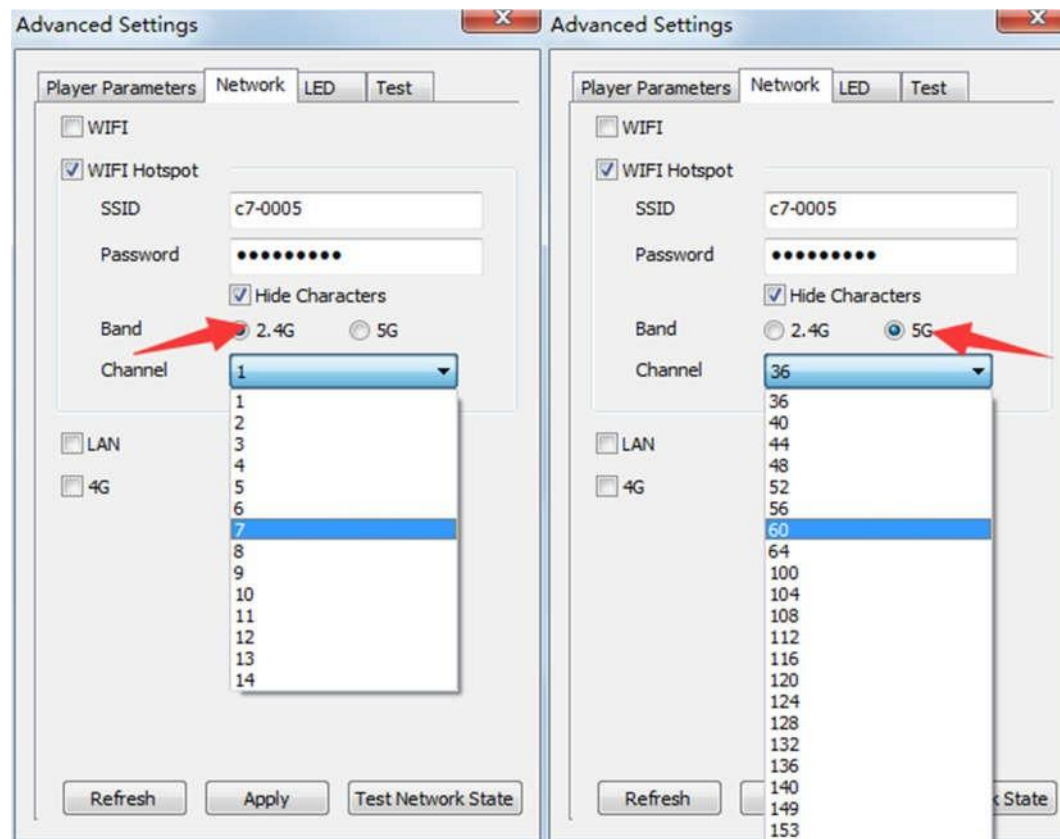 Advanced Settings
Player Parameters Network LED Test
WIFI
WIFI Hotspot
SSID c7-0005
Password •••••••••
Hide Characters
Band 2.4G 5G
Channel 1
1
2
3
4
5
6
7
8
9
10
11
12
13
14
LAN
4G
Refresh Apply Test Network State
Advanced Settings
Player Parameters Network LED Test
WIFI
WIFI Hotspot
SSID c7-0005
Password •••••••••
Hide Characters
Band 2.4G 5G
Channel 36
36
40
44
48
52
56
60
64
100
104
108
112
116
120
124
128
132
136
140
149
153
LAN
4G
Refresh State